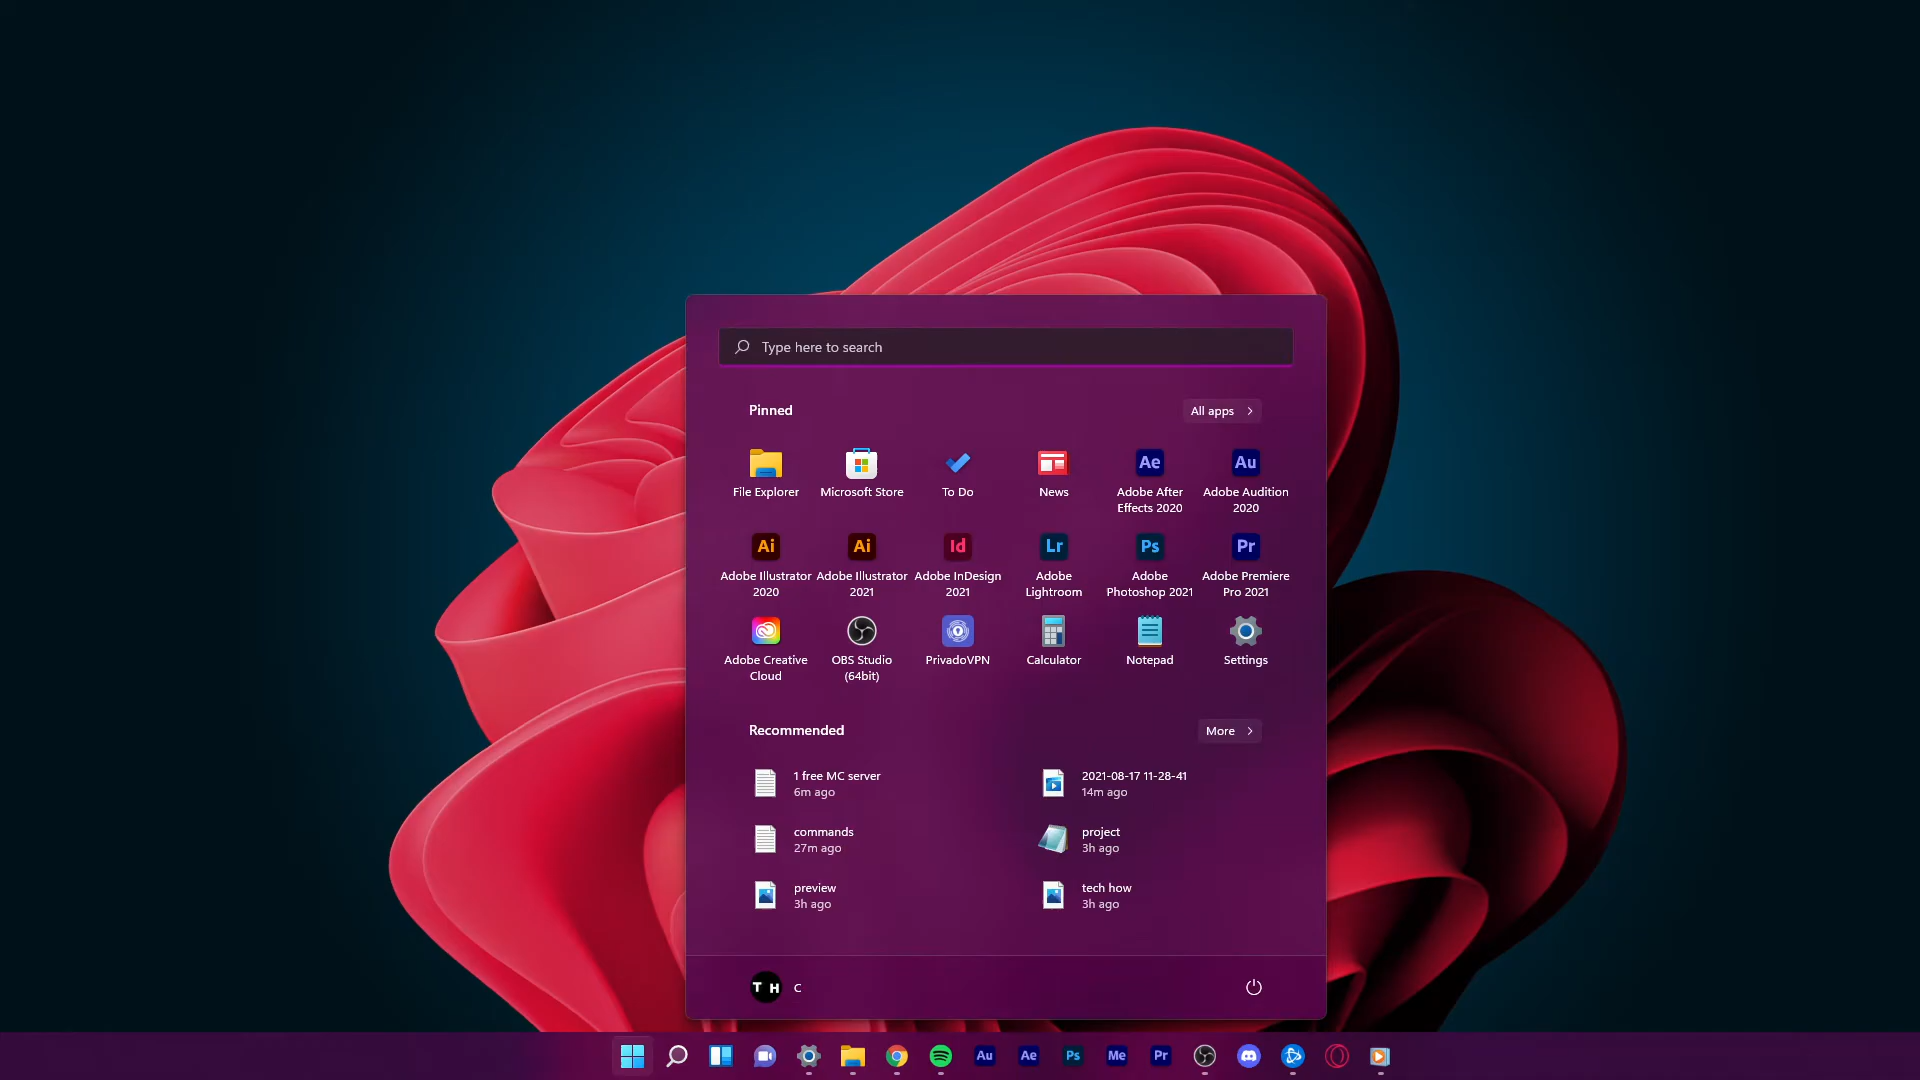 Type here to search
Pinned
All apps
File Explorer
Microsoft Store
To Do
News
Ae
Adobe After
Effects 2020
Au
Adobe Audition
2020
Ai
Adobe Illustrator
2020
Ai
Adobe Illustrator
2021
Id
Adobe InDesign
2021
Lr
Adobe
Lightroom
Ps
Adobe
Photoshop 2021
Pr
Adobe Premiere
Pro 2021
Adobe Creative
Cloud
OBS Studio
(64bit)
PrivadoVPN
Calculator
Notepad
Settings
Recommended
More
1 free MC server
6m ago
2021-08-17 11-28-41
14m ago
commands
27m ago
project
3h ago
preview
3h ago
tech how
3h ago
T H
C
Au
Ae
Ps
Me
Pr